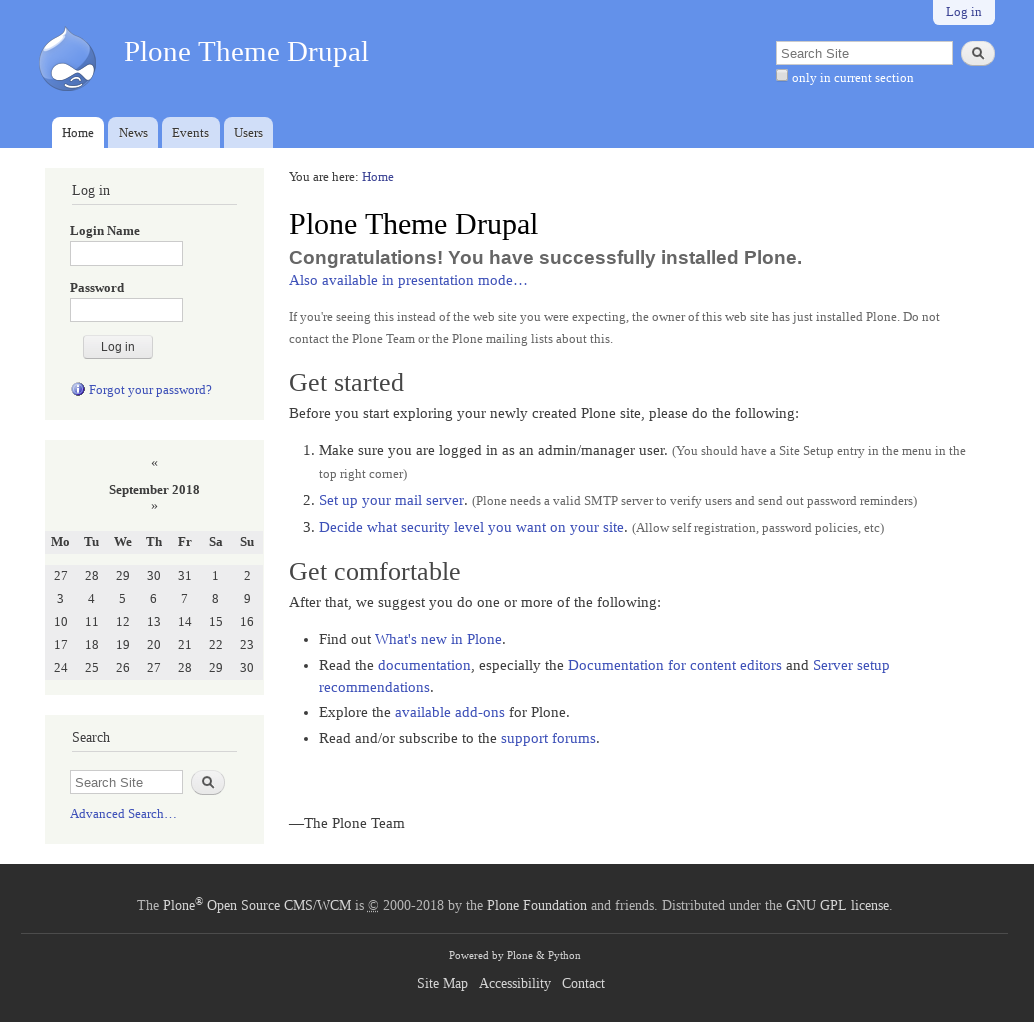 Log in
Plone Theme Drupal
Search Site
only in current section
Home News Events Users
Log in
Login Name
Password
Log in
Forgot your password?
«
September 2018
»
Mo Tu We Th Fr Sa Su
27 28 29 30 31 1 2
3 4 5 6 7 8 9
10 11 12 13 14 15 16
17 18 19 20 21 22 23
24 25 26 27 28 29 30
Search
Search Site
Advanced Search…
You are here: Home
Plone Theme Drupal
Congratulations! You have successfully installed Plone.
Also available in presentation mode…
If you're seeing this instead of the web site you were expecting, the owner of this web site has just installed Plone. Do not
contact the Plone Team or the Plone mailing lists about this.
Get started
Before you start exploring your newly created Plone site, please do the following:
1. Make sure you are logged in as an admin/manager user. (You should have a Site Setup entry in the menu in the
top right corner)
2. Set up your mail server. (Plone needs a valid SMTP server to verify users and send out password reminders)
3. Decide what security level you want on your site. (Allow self registration, password policies, etc)
Get comfortable
After that, we suggest you do one or more of the following:
• Find out What's new in Plone.
• Read the documentation, especially the Documentation for content editors and Server setup
recommendations.
• Explore the available add-ons for Plone.
• Read and/or subscribe to the support forums.
—The Plone Team
The Plone® Open Source CMS/WCM is © 2000-2018 by the Plone Foundation and friends. Distributed under the GNU GPL license.
Powered by Plone & Python
Site Map Accessibility Contact